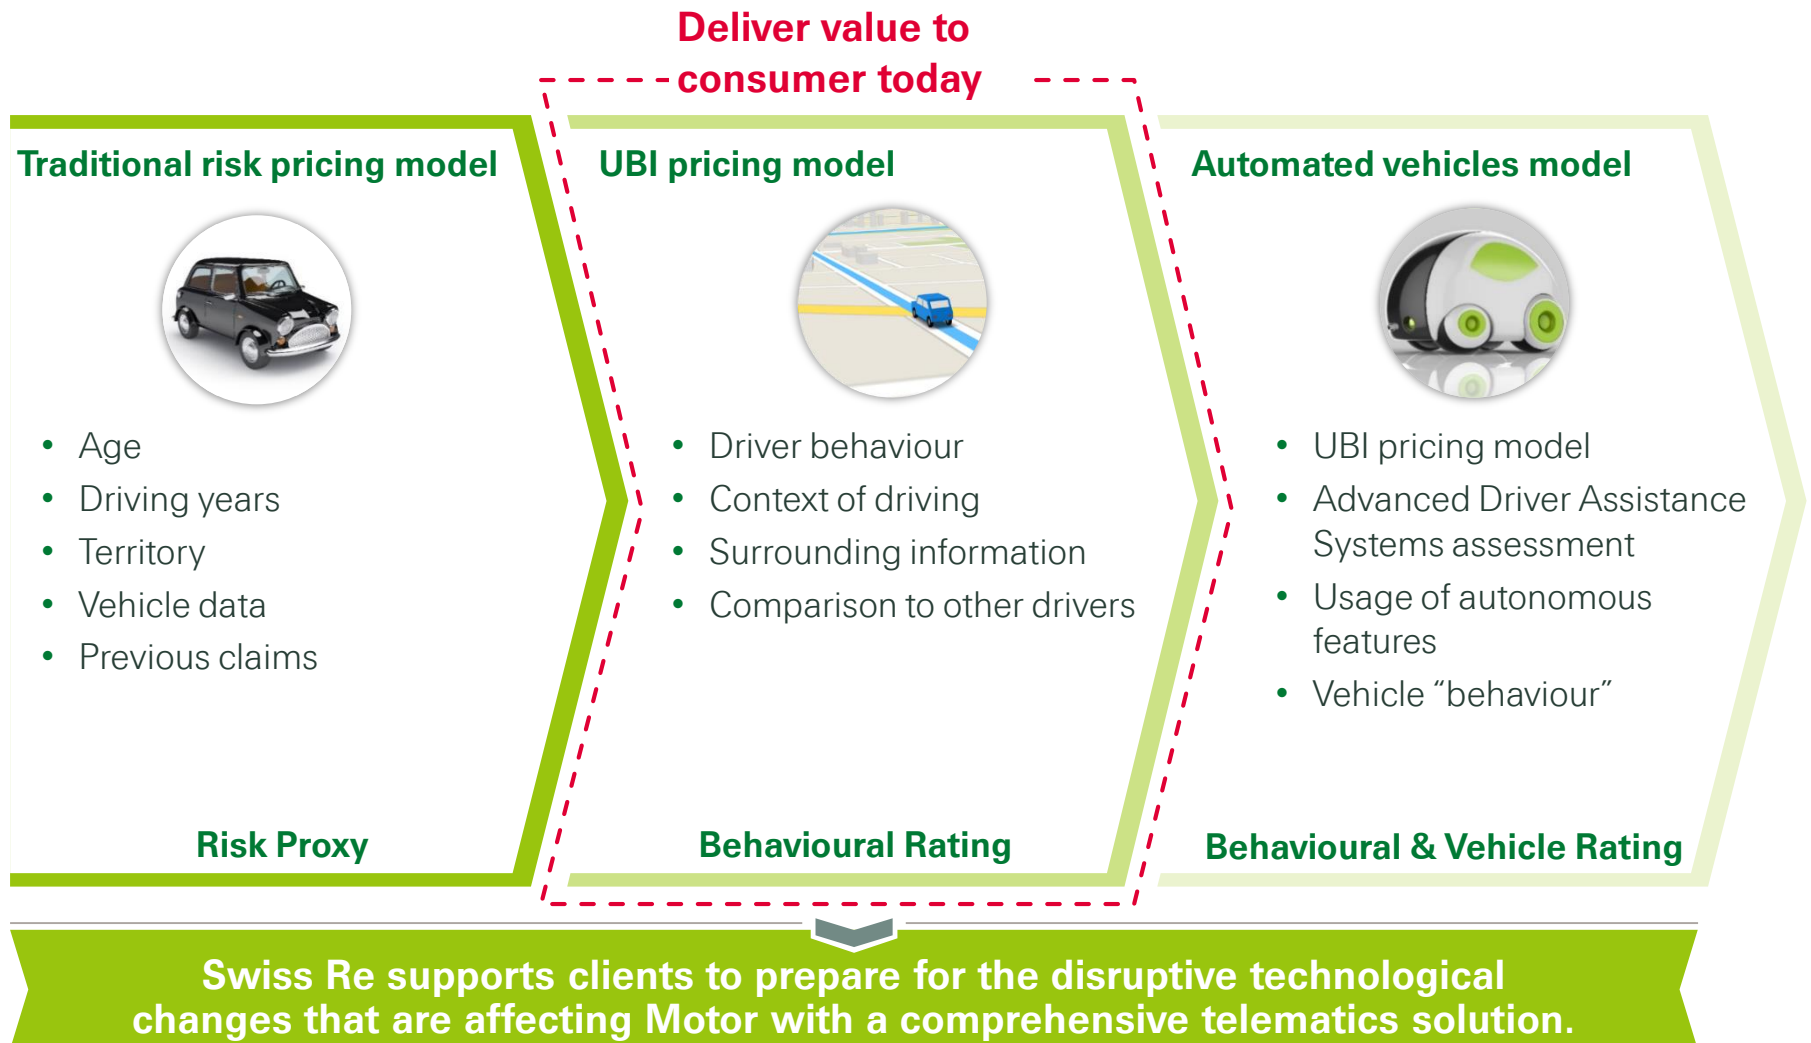 Deliver value to
consumer today
Traditional risk pricing model
• Age
• Driving years
• Territory
• Vehicle data
• Previous claims
Risk Proxy
UBI pricing model
• Driver behaviour
• Context of driving
• Surrounding information
• Comparison to other drivers
Behavioural Rating
Automated vehicles model
• UBI pricing model
• Advanced Driver Assistance
Systems assessment
• Usage of autonomous
features
• Vehicle “behaviour”
Behavioural & Vehicle Rating
Swiss Re supports clients to prepare for the disruptive technological
changes that are affecting Motor with a comprehensive telematics solution.